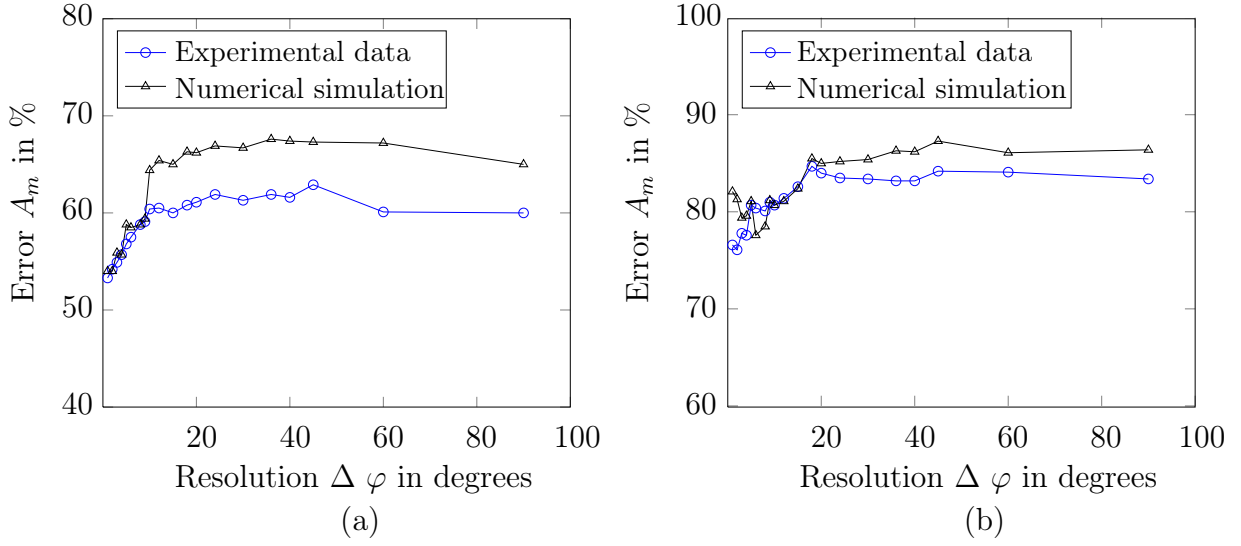 80
70
60
50
40
Error A_m in %
Experimental data
Numerical simulation
20 40 60 80 100
Resolution Δ φ in degrees
(a)
100
90
80
70
60
Error A_m in %
Experimental data
Numerical simulation
20 40 60 80 100
Resolution Δ φ in degrees
(b)